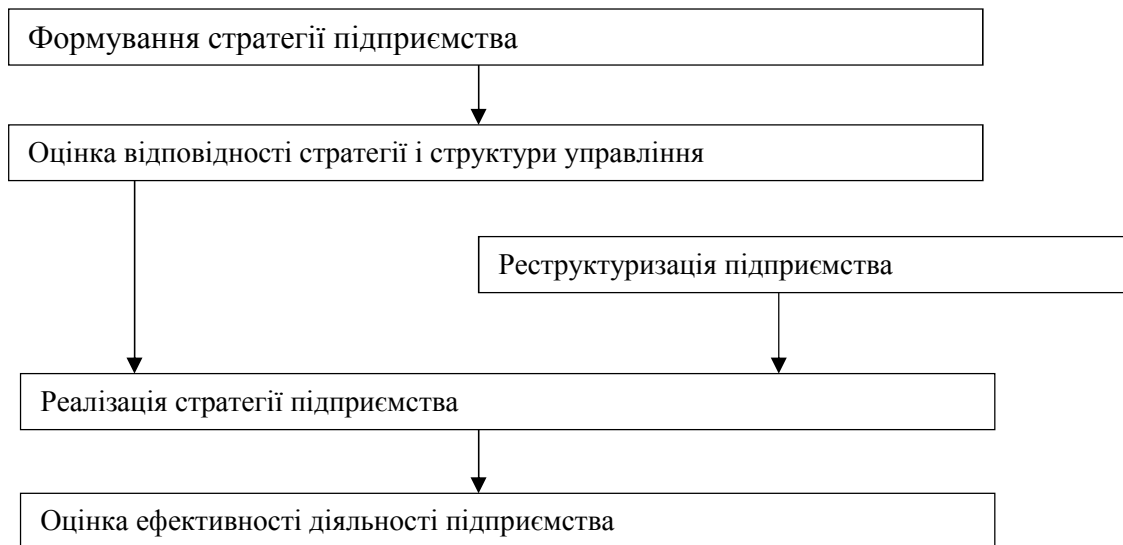 Формування стратегії підприємства
Оцінка відповідності стратегії і структури управління
Реструктуризація підприємства
Реалізація стратегії підприємства
Оцінка ефективності діяльності підприємства